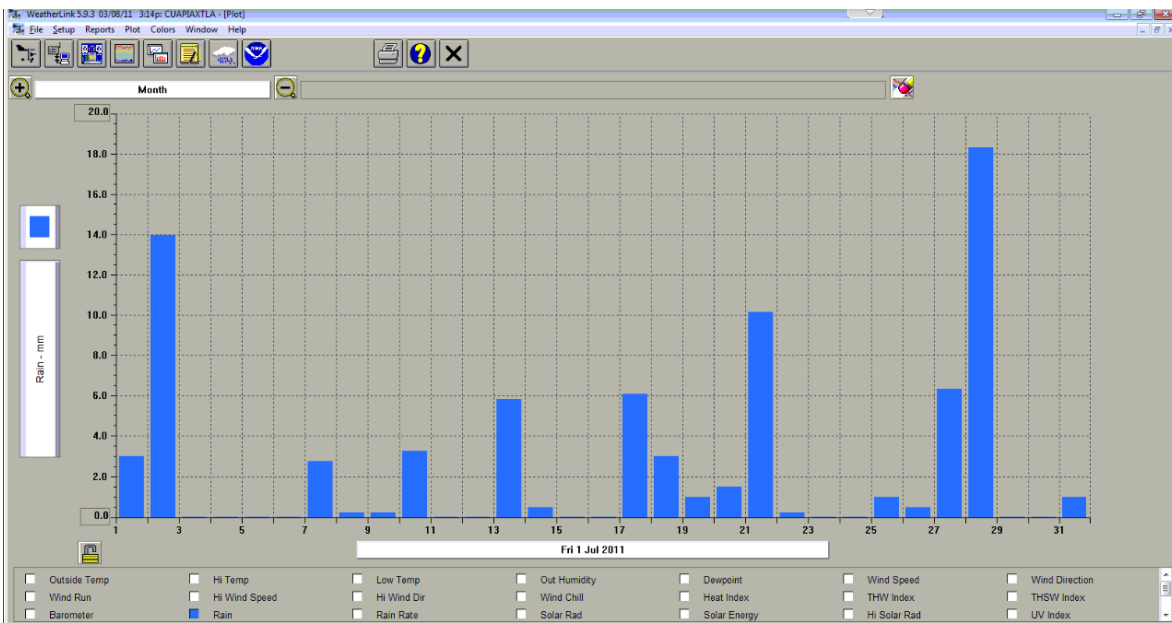 WeatherLink 5.9.3 03/08/11 3:14p: CUAPIAXTLA - [Plot]
File Setup Reports Plot Colors Window Help
Month
20.0
18.0
16.0
14.0
12.0
10.0
8.0
6.0
4.0
2.0
0.0
Rain - mm
1 3 5 7 9 11 13 15 17 19 21 23 25 27 29 31
Fri 1 Jul 2011
Outside Temp Hi Temp Low Temp Out Humidity Dewpoint Wind Speed Wind Direction
Wind Run Hi Wind Speed Hi Wind Dir Wind Chill Heat Index THW Index THSW Index
Barometer Rain Rain Rate Solar Rad Solar Energy Hi Solar Rad UV Index